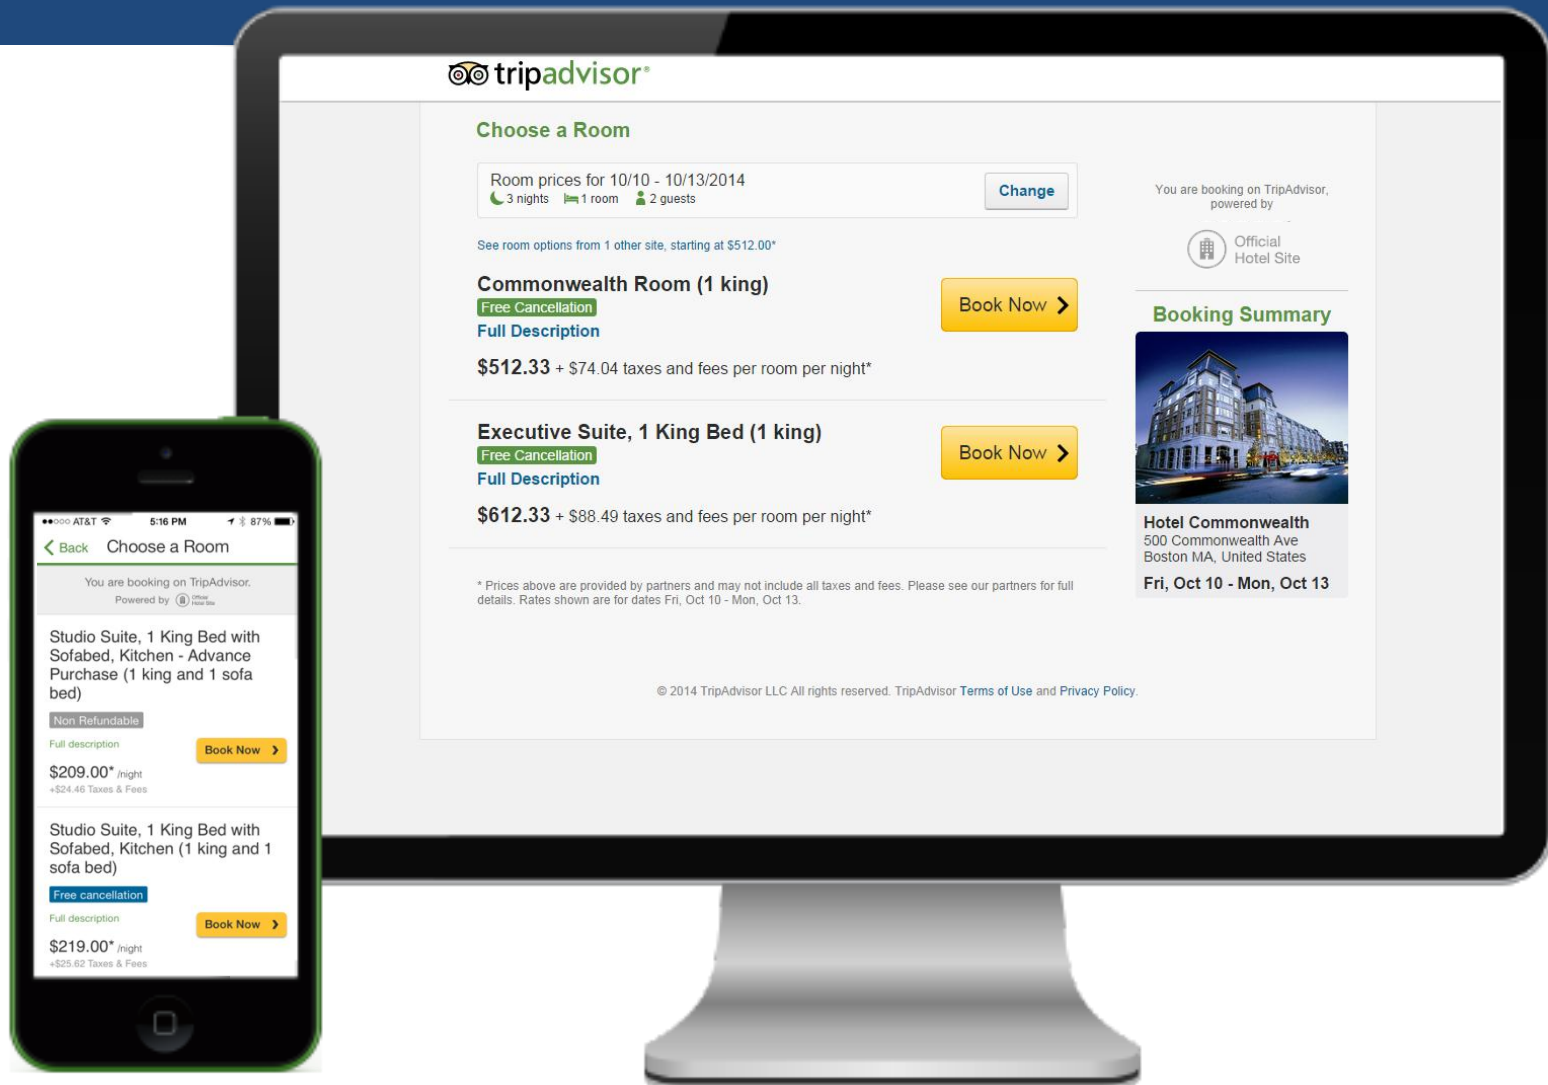 tripadvisor®
Choose a Room
Room prices for 10/10 - 10/13/2014
3 nights 1 room 2 guests
Change
See room options from 1 other site, starting at $512.00*
Commonwealth Room (1 king)
Free Cancellation
Full Description
Book Now
$512.33 + $74.04 taxes and fees per room per night*
Executive Suite, 1 King Bed (1 king)
Free Cancellation
Full Description
Book Now
$612.33 + $88.49 taxes and fees per room per night*
* Prices above are provided by partners and may not include all taxes and fees. Please see our partners for full
details. Rates shown are for dates Fri, Oct 10 - Mon, Oct 13.
© 2014 TripAdvisor LLC All rights reserved. TripAdvisor Terms of Use and Privacy Policy.
You are booking on TripAdvisor,
powered by
Official
Hotel Site
Booking Summary
Hotel Commonwealth
500 Commonwealth Ave
Boston MA, United States
Fri, Oct 10 - Mon, Oct 13
AT&T 5:16 PM 87%
Back Choose a Room
You are booking on TripAdvisor.
Powered by Official
Hotel Site
Studio Suite, 1 King Bed with
Sofabed, Kitchen - Advance
Purchase (1 king and 1 sofa
bed)
Non Refundable
Full description
Book Now
$209.00* /night
+$24.46 Taxes & Fees
Studio Suite, 1 King Bed with
Sofabed, Kitchen (1 king and 1
sofa bed)
Free cancellation
Full description
Book Now
$219.00* /night
+$25.62 Taxes & Fees